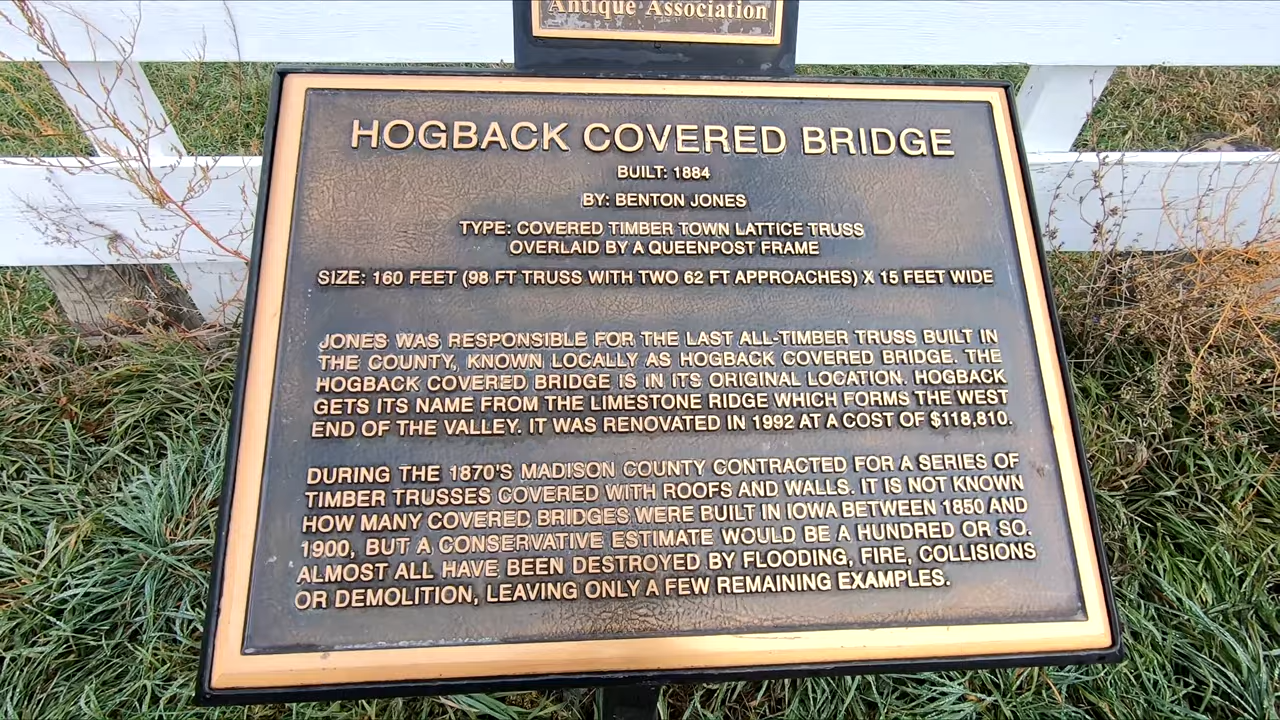 Antique Association
HOGBACK COVERED BRIDGE
BUILT: 1884
BY: BENTON JONES
TYPE: COVERED TIMBER TOWN LATTICE TRUSS
OVERLAID BY A QUEENPOST FRAME
SIZE: 160 FEET (98 FT TRUSS WITH TWO 62 FT APPROACHES) X 15 FEET WIDE
JONES WAS RESPONSIBLE FOR THE LAST ALL-TIMBER TRUSS BUILT IN
THE COUNTY, KNOWN LOCALLY AS HOGBACK COVERED BRIDGE. THE
HOGBACK COVERED BRIDGE IS IN ITS ORIGINAL LOCATION. HOGBACK
GETS ITS NAME FROM THE LIMESTONE RIDGE WHICH FORMS THE WEST
END OF THE VALLEY. IT WAS RENOVATED IN 1992 AT A COST OF $118,810.
DURING THE 1870'S MADISON COUNTY CONTRACTED FOR A SERIES OF
TIMBER TRUSSES COVERED WITH ROOFS AND WALLS. IT IS NOT KNOWN
HOW MANY COVERED BRIDGES WERE BUILT IN IOWA BETWEEN 1850 AND
1900, BUT A CONSERVATIVE ESTIMATE WOULD BE A HUNDRED OR SO.
ALMOST ALL HAVE BEEN DESTROYED BY FLOODING, FIRE, COLLISIONS
OR DEMOLITION, LEAVING ONLY A FEW REMAINING EXAMPLES.